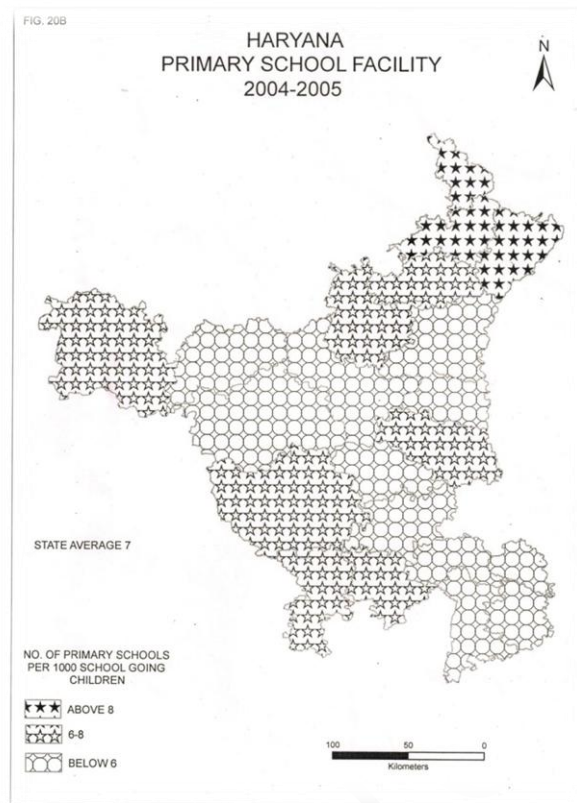 FIG. 20B
HARYANA
PRIMARY SCHOOL FACILITY
2004-2005
N
STATE AVERAGE 7
NO. OF PRIMARY SCHOOLS
PER 1000 SCHOOL GOING
CHILDREN
ABOVE 8
6-8
BELOW 6
100 50 0
Kilometers